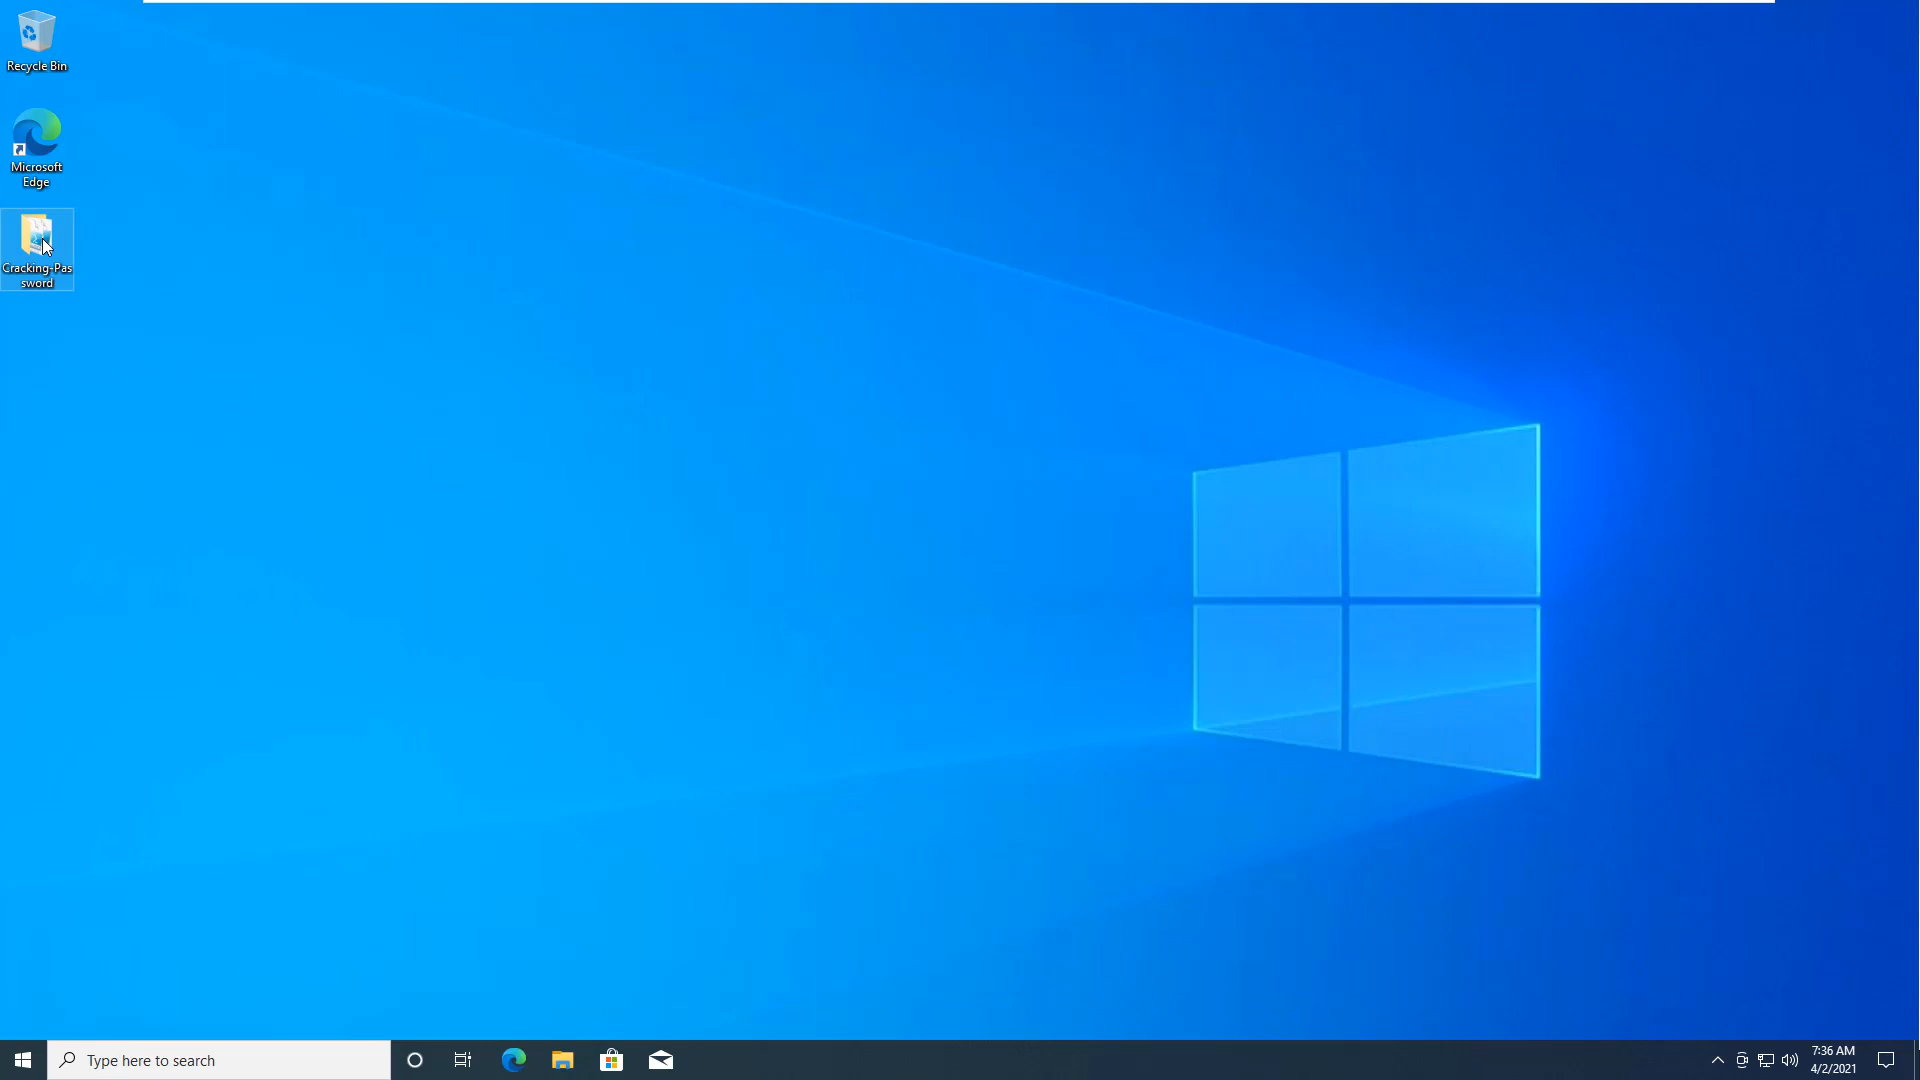 Recycle Bin
Microsoft
Edge
Cracking-Pas
sword
Type here to search
7:36 AM
4/2/2021